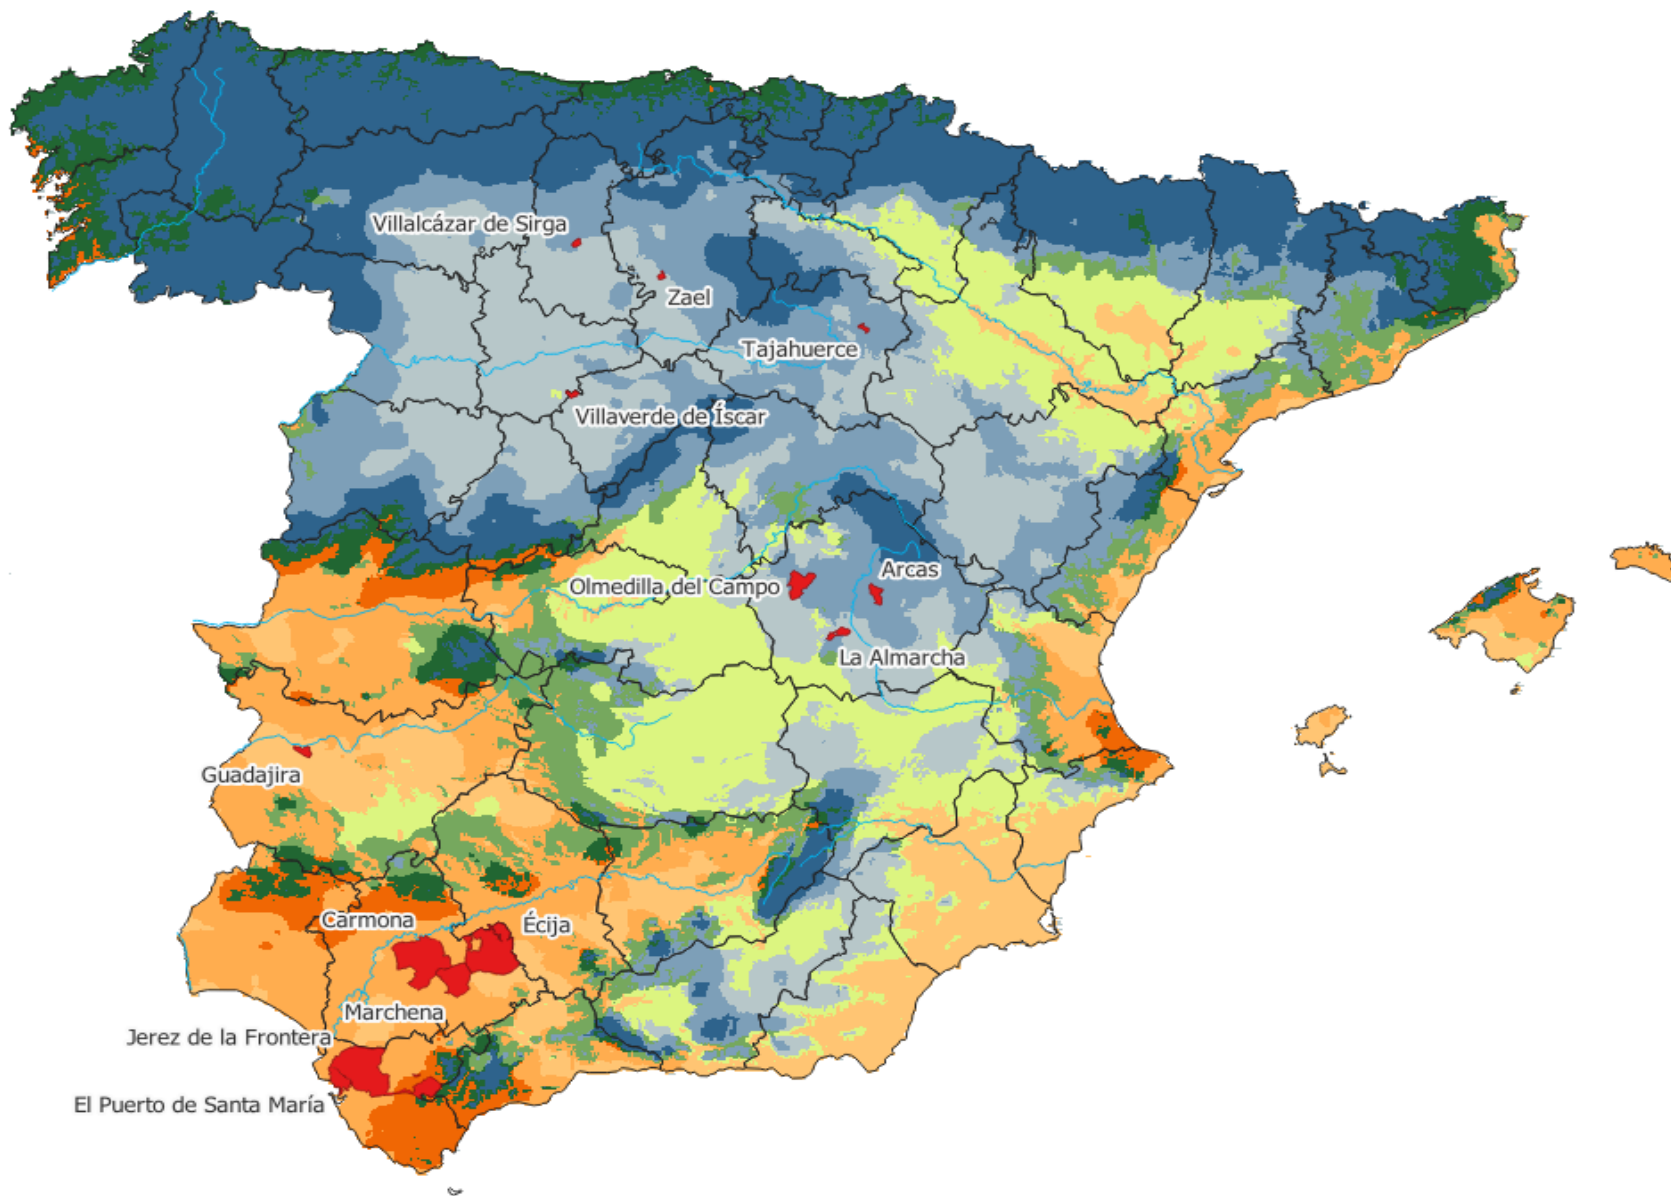 Villalcázar de Sirga
Zael
Tajahuerce
Villaverde de Íscar
Arcas
Olmedilla del Campo
La Almarcha
Guadajira
Carmona
Écija
Marchena
Jerez de la Frontera
El Puerto de Santa María